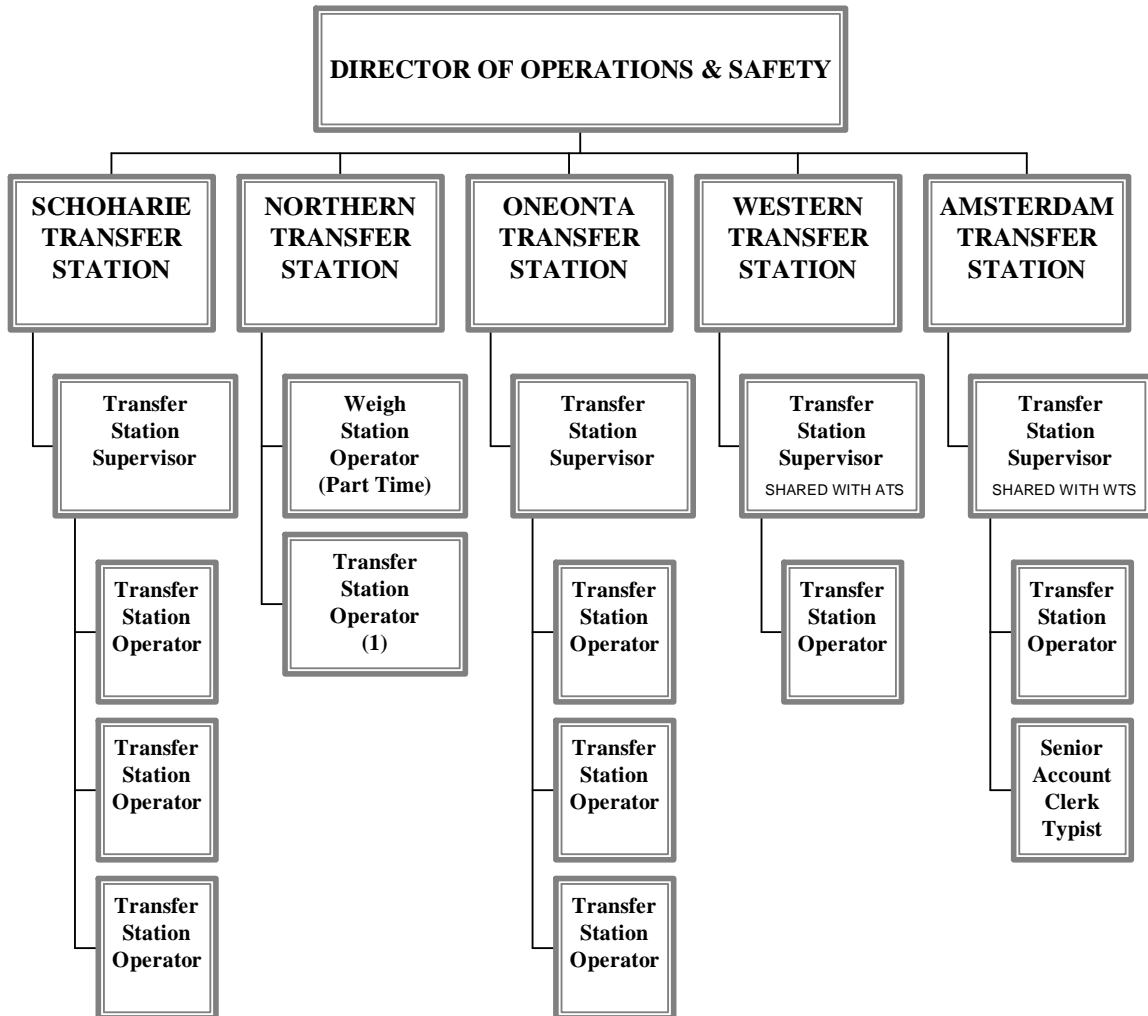 DIRECTOR OF OPERATIONS & SAFETY
SCHOHARIE
TRANSFER
STATION
NORTHERN
TRANSFER
STATION
ONEONTA
TRANSFER
STATION
WESTERN
TRANSFER
STATION
AMSTERDAM
TRANSFER
STATION
Transfer
Station
Supervisor
Weigh
Station
Operator
(Part Time)
Transfer
Station
Supervisor
Transfer
Station
Supervisor
SHARED WITH ATS
Transfer
Station
Supervisor
SHARED WITH WTS
Transfer
Station
Operator
Transfer
Station
Operator
(1)
Transfer
Station
Operator
Transfer
Station
Operator
Transfer
Station
Operator
Transfer
Station
Operator
Transfer
Station
Operator
Senior
Account
Clerk
Typist
Transfer
Station
Operator
Transfer
Station
Operator